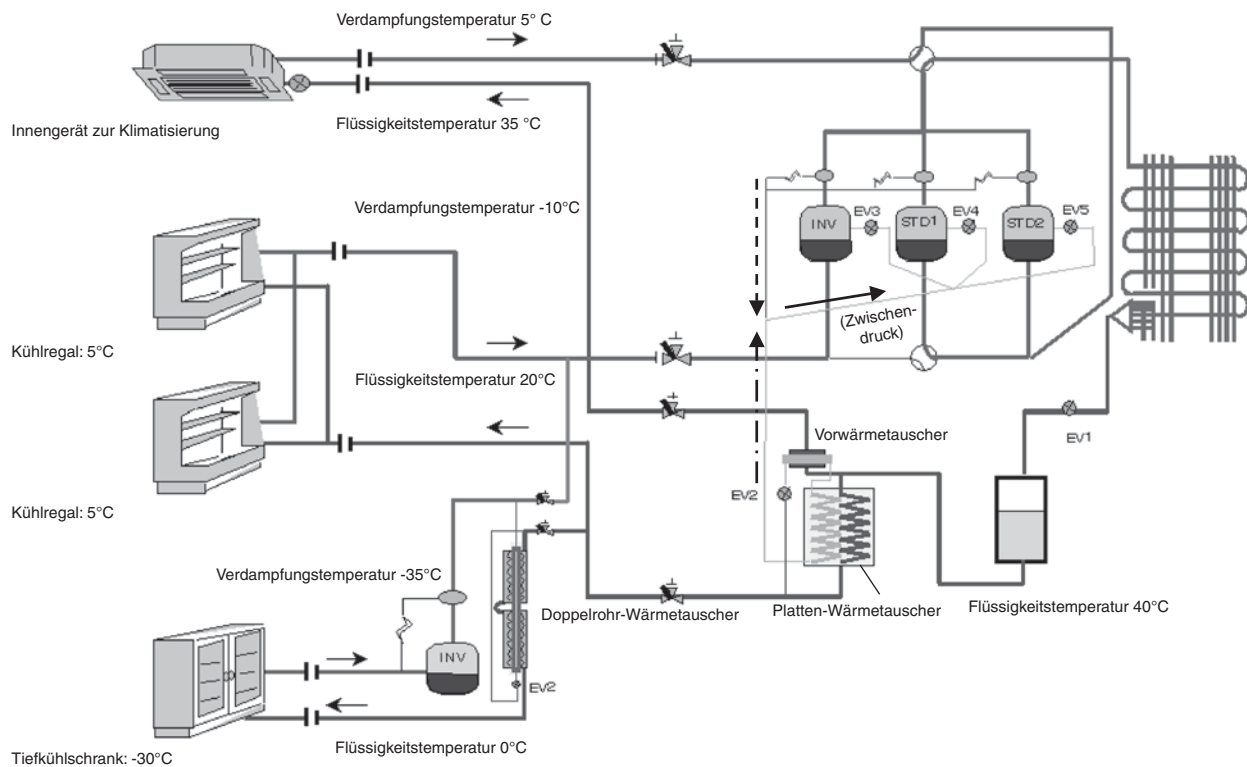 Verdampfungstemperatur 5° C
Innengerät zur Klimatisierung
Flüssigkeitstemperatur 35 °C
Verdampfungstemperatur -10°C
INV
EV3
STD1
EV4
STD2
EV5
(Zwischen-
druck)
Kühlregal: 5°C
Flüssigkeitstemperatur 20°C
Vorwärmetauscher
EV1
EV2
Kühlregal: 5°C
Verdampfungstemperatur -35°C
Doppelrohr-Wärmetauscher
Platten-Wärmetauscher
Flüssigkeitstemperatur 40°C
INV
EV2
Flüssigkeitstemperatur 0°C
Tiefkühlschrank: -30°C